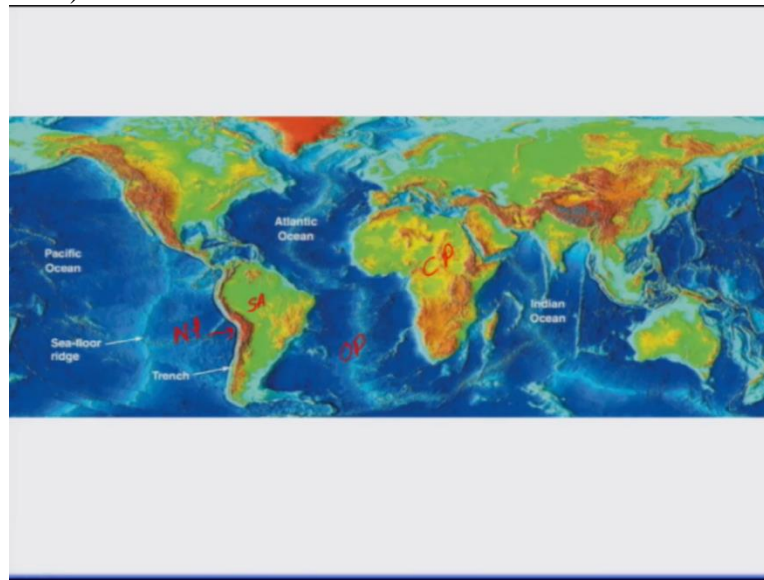 Atlantic
Ocean
Pacific
Ocean
CP
SA
Indian
Ocean
Sea-floor
ridge
OP
Trench